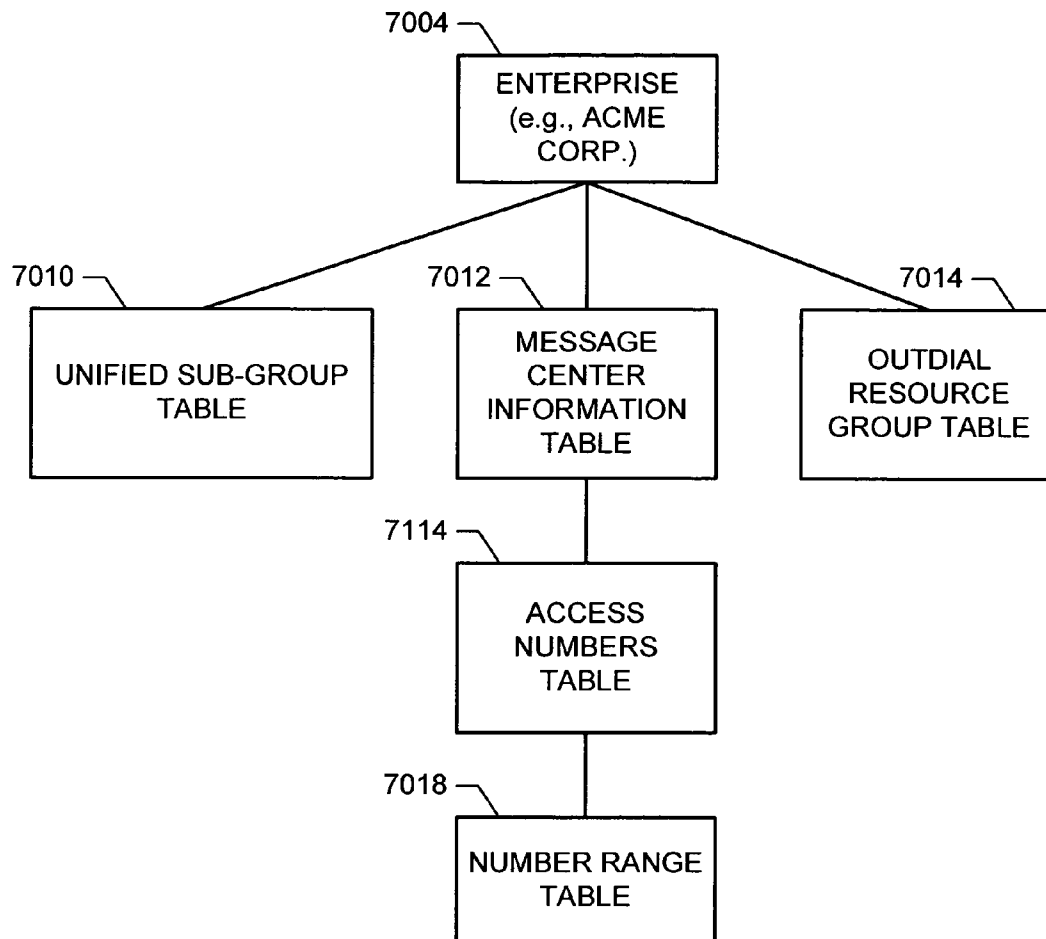 7004
ENTERPRISE
(e.g., ACME
CORP.)
7010
UNIFIED SUB-GROUP
TABLE
7012
MESSAGE
CENTER
INFORMATION
TABLE
7014
OUTDIAL
RESOURCE
GROUP TABLE
7114
ACCESS
NUMBERS
TABLE
7018
NUMBER RANGE
TABLE